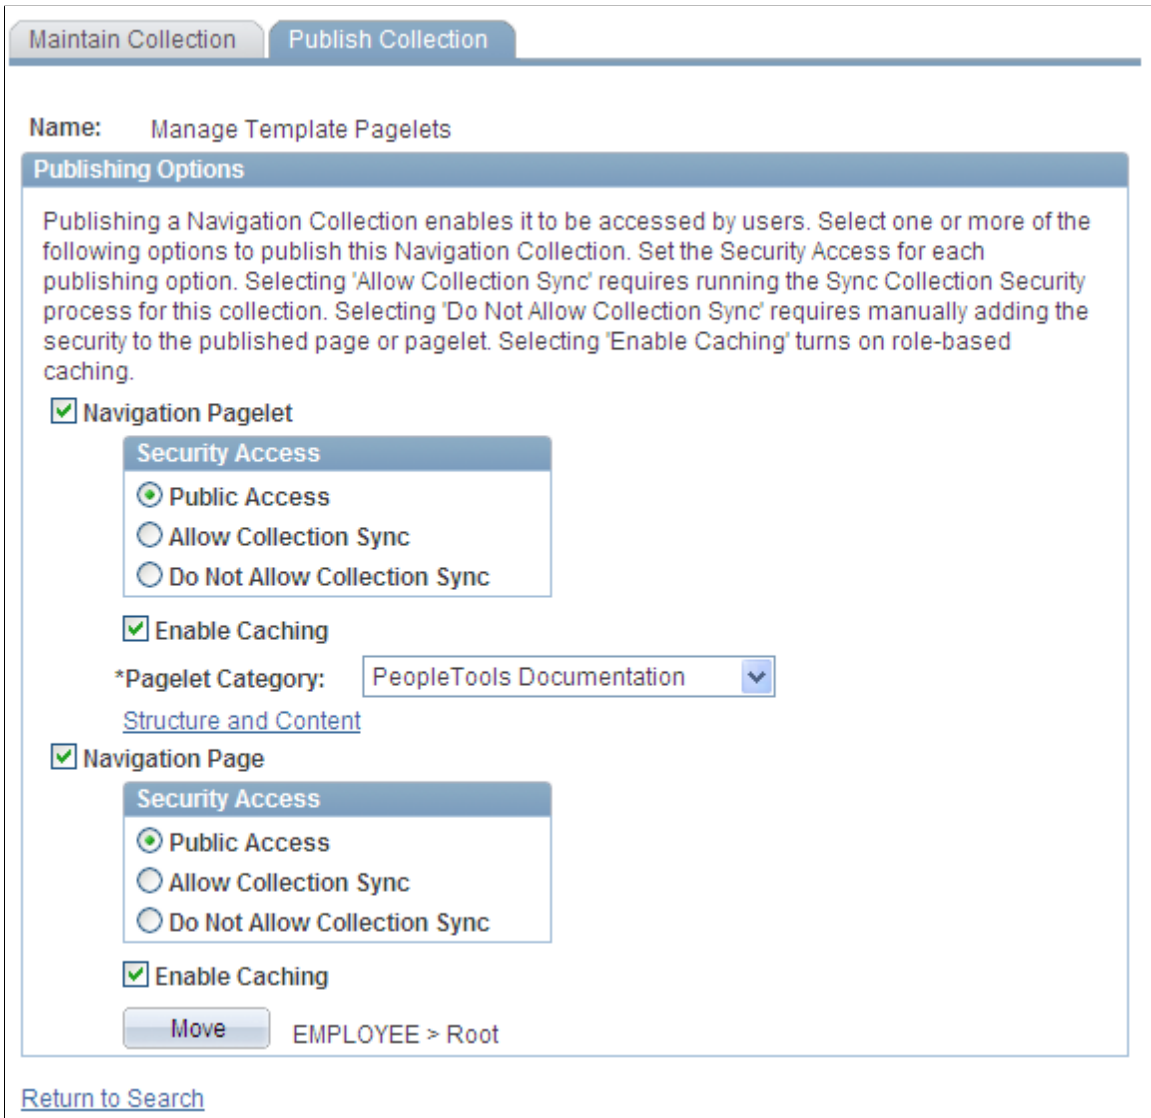 Maintain Collection
Publish Collection
Name: Manage Template Pagelets
Publishing Options
Publishing a Navigation Collection enables it to be accessed by users. Select one or more of the
following options to publish this Navigation Collection. Set the Security Access for each
publishing option. Selecting 'Allow Collection Sync' requires running the Sync Collection Security
process for this collection. Selecting 'Do Not Allow Collection Sync' requires manually adding the
security to the published page or pagelet. Selecting 'Enable Caching' turns on role-based
caching.
Navigation Pagelet
Security Access
Public Access
Allow Collection Sync
Do Not Allow Collection Sync
Enable Caching
*Pagelet Category: PeopleTools Documentation
Structure and Content
Navigation Page
Security Access
Public Access
Allow Collection Sync
Do Not Allow Collection Sync
Enable Caching
Move EMPLOYEE > Root
Return to Search